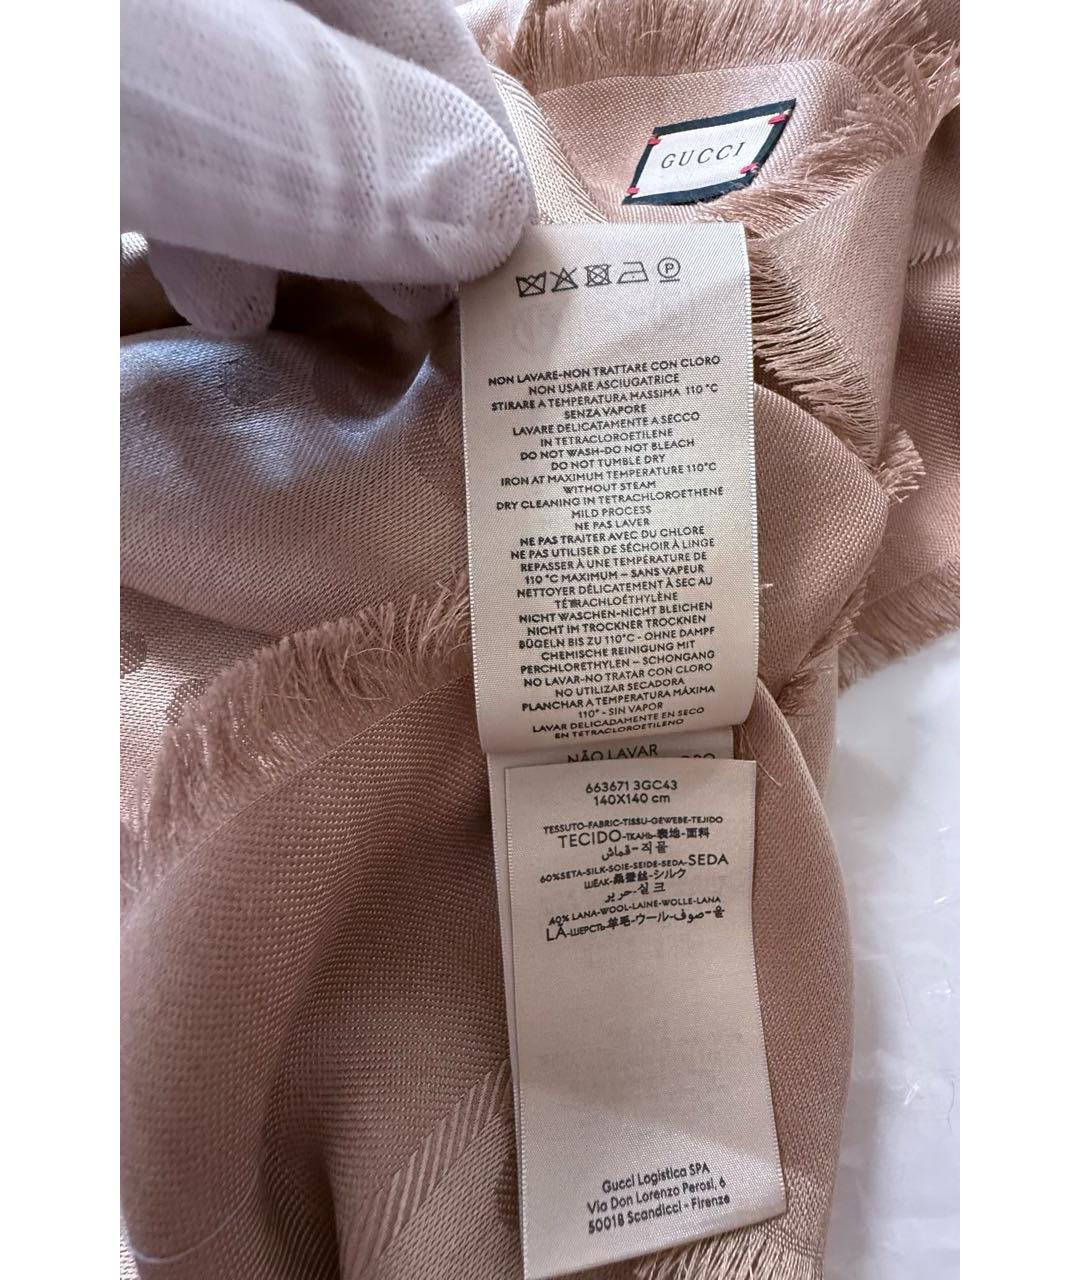 GUCCI
NON LAVARE-NON TRATTARE CON CLORO
NON USARE ASCIUGATRICE
STIRARE A TEMPERATURA MASSIMA 110 °C
SENZA VAPORE
LAVARE DELICATAMENTE A SECCO
IN TETRACLOROETILENE
DO NOT WASH-DO NOT BLEACH
DO NOT TUMBLE DRY
IRON AT MAXIMUM TEMPERATURE 110°C
WITHOUT STEAM
DRY CLEANING IN TETRACHLOROETHENE
MILD PROCESS
NE PAS LAVER
NE PAS TRAITER AVEC DU CHLORE
NE PAS UTILISER DE SÉCHOIR À LINGE
REPASSER À UNE TEMPÉRATURE DE
110 °C MAXIMUM – SANS VAPEUR
NETTOYER DÉLICATEMENT À SEC AU
TÉTRACHLOÉTHYLÈNE
NICHT WASCHEN-NICHT BLEICHEN
NICHT IM TROCKNER TROCKNEN
BÜGELN BIS ZU 110°C - OHNE DAMPF
CHEMISCHE REINIGUNG MIT
PERCHLORETHYLEN – SCHONGANG
NO LAVAR-NO TRATAR CON CLORO
NO UTILIZAR SECADORA
PLANCHAR A TEMPERATURA MÁXIMA
110° - SIN VAPOR
LAVAR DELICADAMENTE EN SECO
EN TETRACLOROETILENO
NÃO LAVAR
663671 3GC43
140X140 cm
TESSUTO-FABRIC-TISSU-GEWEBE-TEJIDO
TECIDO-ТКАНЬ-表地-面料
قماش-직물
60%SETA-SILK-SOIE-SEIDE-SEDA-SEDA
ШЕЛК-桑蚕丝-シルク
حرير-실크
40% LANA-WOOL-LAINE-WOLLE-LANA
LÃ-ШЕРСТЬ-羊毛-ウール-صوف-울
Gucci Logistica SPA
Via Don Lorenzo Perosi, 6
50018 Scandicci - Firenze